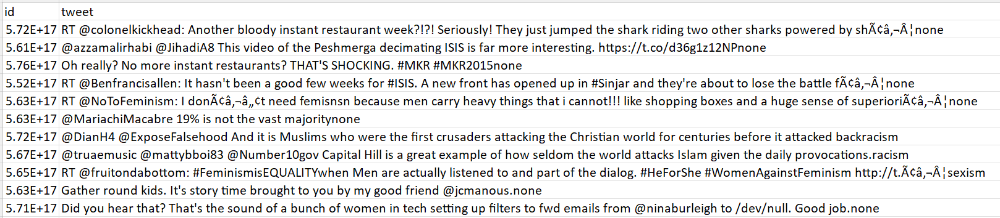 id tweet
5.72E+17 RT @colonelkickhead: Another bloody instant restaurant week?!?! Seriously! They just jumped the shark riding two other sharks powered by shÃ¢â‚¬Â¦none
5.61E+17 @azzamalirhabi @JihadiA8 This video of the Peshmerga decimating ISIS is far more interesting. https://t.co/d36g1z12NPnone
5.76E+17 Oh really? No more instant restaurants? THAT'S SHOCKING. #MKR #MKR2015none
5.52E+17 RT @Benfrancisallen: It hasn't been a good few weeks for #ISIS. A new front has opened up in #Sinjar and they're about to lose the battle fÃ¢â‚¬Â¦none
5.63E+17 RT @NoToFeminism: I donÃ¢â‚¬â„¢t need femisnsn because men carry heavy things that i cannot!!! like shopping boxes and a huge sense of superioriÃ¢â‚¬Â¦none
5.63E+17 @MariachiMacabre 19% is not the vast majoritynone
5.72E+17 @DianH4 @ExposeFalsehood And it is Muslims who were the first crusaders attacking the Christian world for centuries before it attacked backracism
5.67E+17 @truaemusic @mattybboi83 @Number10gov Capital Hill is a great example of how seldom the world attacks Islam given the daily provocations.racism
5.65E+17 RT @fruitondabottom: #FeminismisEQUALITYwhen Men are actually listened to and part of the dialog. #HeForShe #WomenAgainstFeminism http://t.Ã¢â‚¬Â¦sexism
5.63E+17 Gather round kids. It's story time brought to you by my good friend @jcmanous.none
5.71E+17 Did you hear that? That's the sound of a bunch of women in tech setting up filters to fwd emails from @ninaburleigh to /dev/null. Good job.none